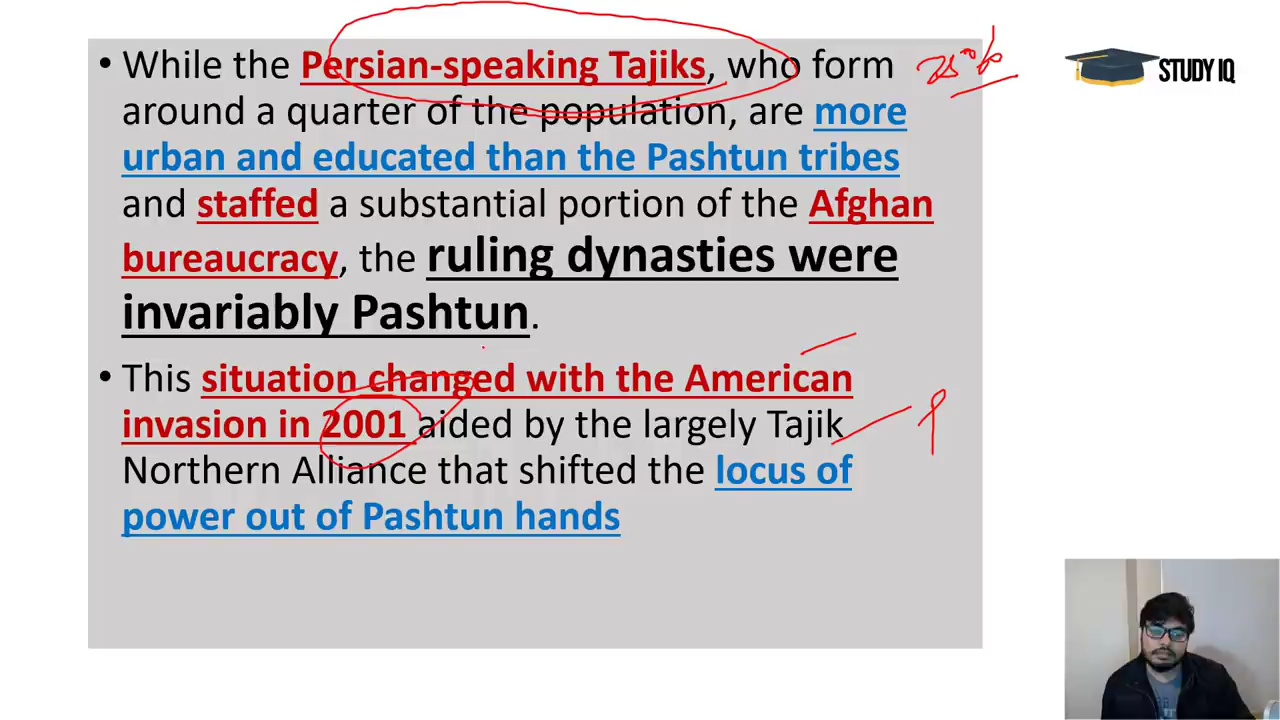 • While the Persian-speaking Tajiks, who form
around a quarter of the population, are more
urban and educated than the Pashtun tribes
and staffed a substantial portion of the Afghan
bureaucracy, the ruling dynasties were
invariably Pashtun.
• This situation changed with the American
invasion in 2001 aided by the largely Tajik
Northern Alliance that shifted the locus of
power out of Pashtun hands
STUDY IQ